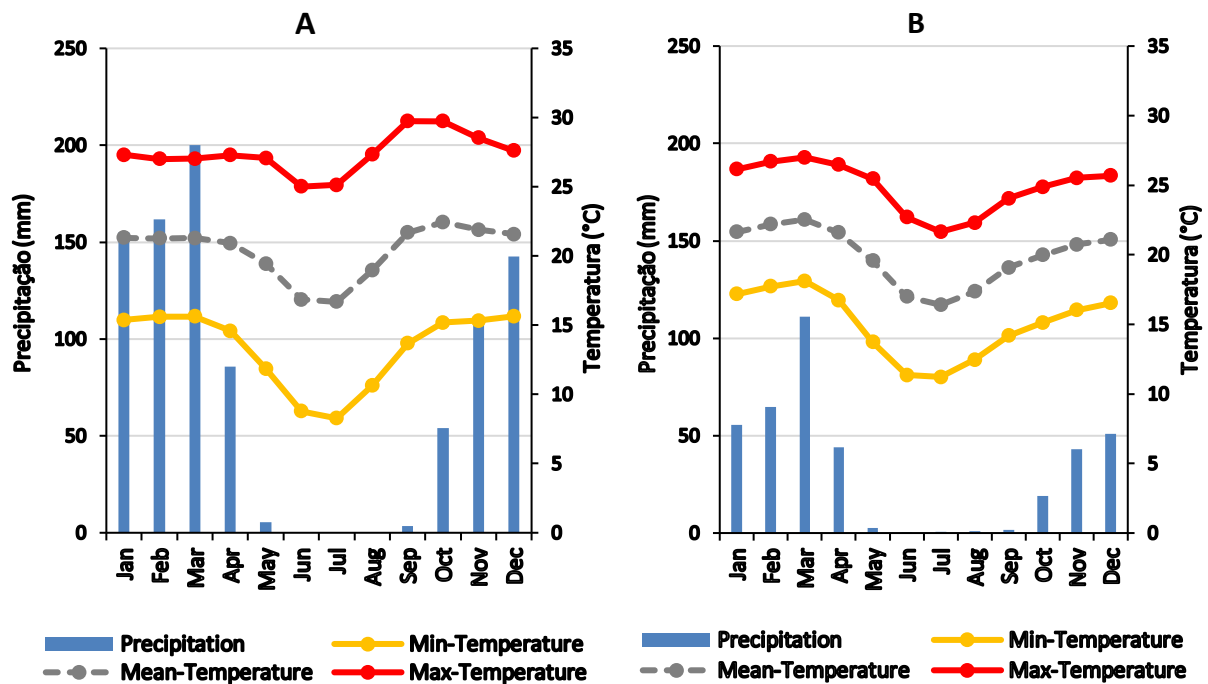 A
250
200
150
100
50
0
Precipitação (mm)
35
30
25
20
15
10
5
0
Temperatura (°C)
Jan Feb Mar Apr May Jun Jul Aug Sep Oct Nov Dec
Precipitation Min-Temperature
Mean-Temperature Max-Temperature
B
250
200
150
100
50
0
Precipitação (mm)
35
30
25
20
15
10
5
0
Temperatura (°C)
Jan Feb Mar Apr May Jun Jul Aug Sep Oct Nov Dec
Precipitation Min-Temperature
Mean-Temperature Max-Temperature